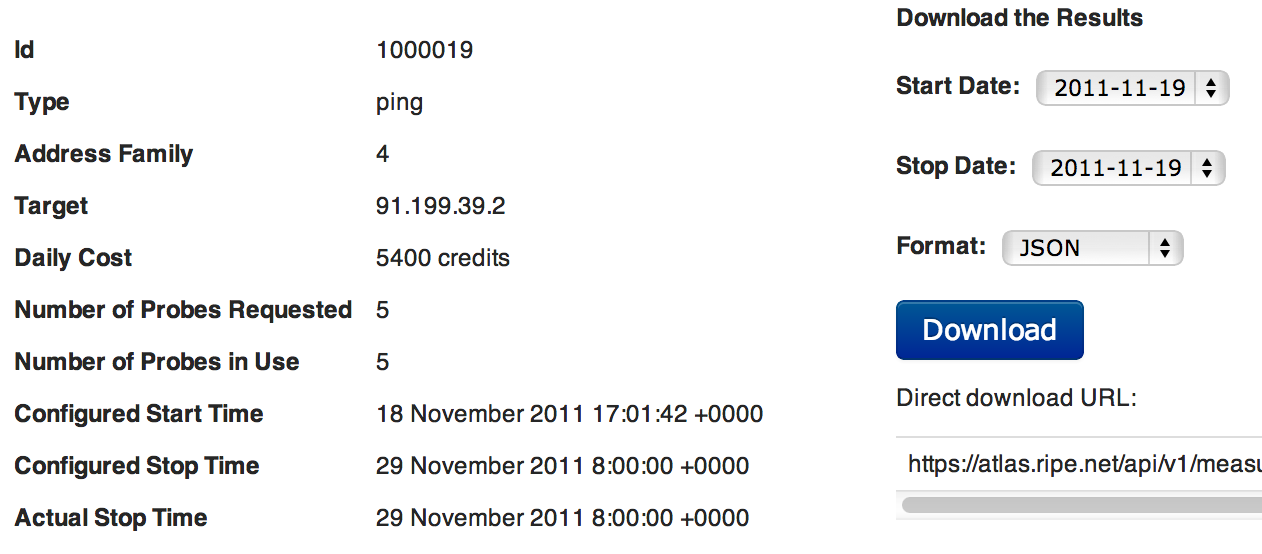 Id 1000019
Type ping
Address Family 4
Target 91.199.39.2
Daily Cost 5400 credits
Number of Probes Requested 5
Number of Probes in Use 5
Configured Start Time 18 November 2011 17:01:42 +0000
Configured Stop Time 29 November 2011 8:00:00 +0000
Actual Stop Time 29 November 2011 8:00:00 +0000
Download the Results
Start Date: 2011-11-19
Stop Date: 2011-11-19
Format: JSON
Download
Direct download URL:
https://atlas.ripe.net/api/v1/measu